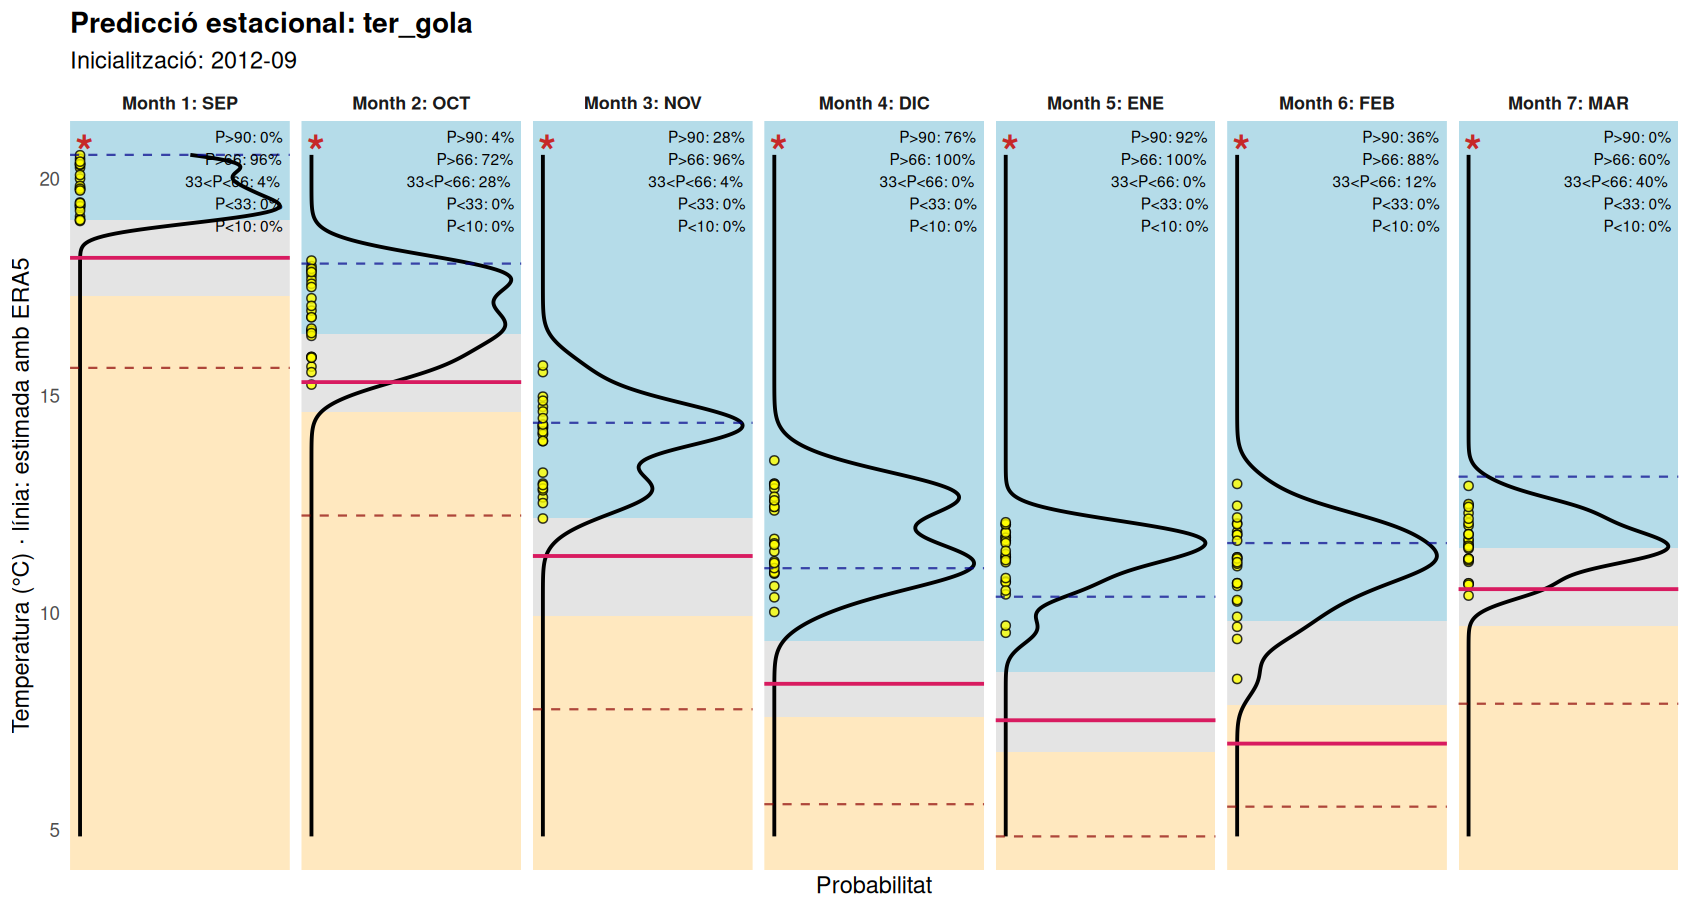 Predicció estacional: ter_gola
Inicialització: 2012-09
Month 1: SEP
Month 2: OCT
Month 3: NOV
Month 4: DIC
Month 5: ENE
Month 6: FEB
Month 7: MAR
*
P>90: 0%
P>66: 96%
33<P<66: 4%
P<33: 0%
P<10: 0%
*
P>90: 4%
P>66: 72%
33<P<66: 28%
P<33: 0%
P<10: 0%
*
P>90: 28%
P>66: 96%
33<P<66: 4%
P<33: 0%
P<10: 0%
*
P>90: 76%
P>66: 100%
33<P<66: 0%
P<33: 0%
P<10: 0%
*
P>90: 92%
P>66: 100%
33<P<66: 0%
P<33: 0%
P<10: 0%
*
P>90: 36%
P>66: 88%
33<P<66: 12%
P<33: 0%
P<10: 0%
*
P>90: 0%
P>66: 60%
33<P<66: 40%
P<33: 0%
P<10: 0%
20
15
10
5
Temperatura (°C) · línia: estimada amb ERA5
Probabilitat